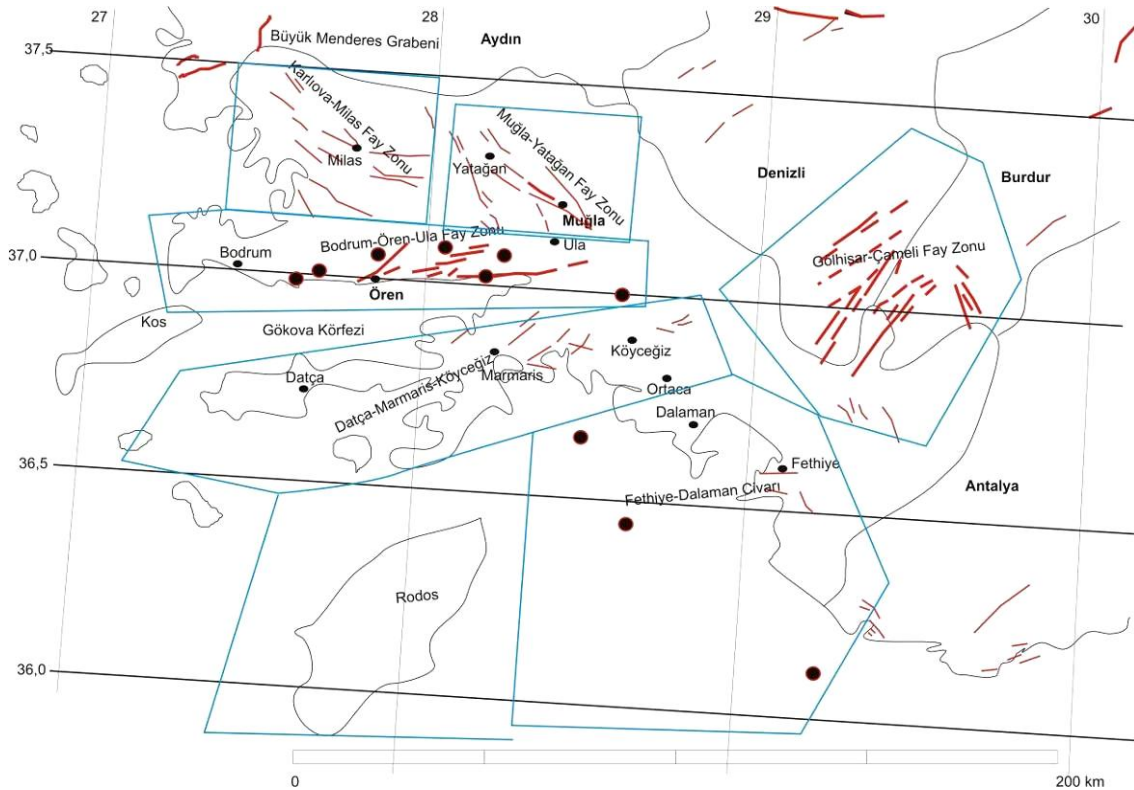 27
28
29
30
37,5
Büyük Menderes Grabeni
Aydın
Karlıova-Milas Fay Zonu
Muğla-Yatağan Fay Zonu
Milas
Yatağan
Denizli
Burdur
Muğla
Bodrum-Ören-Ula Fay Zonu
Ula
37,0
Bodrum
Gölhisar-Çameli Fay Zonu
Ören
Kos
Gökova Körfezi
Köyceğiz
Datça
Marmaris
Datça-Marmaris-Köyceğiz
Ortaca
Dalaman
36,5
Fethiye
Fethiye-Dalaman Civarı
Antalya
Rodos
36,0
0
200 km